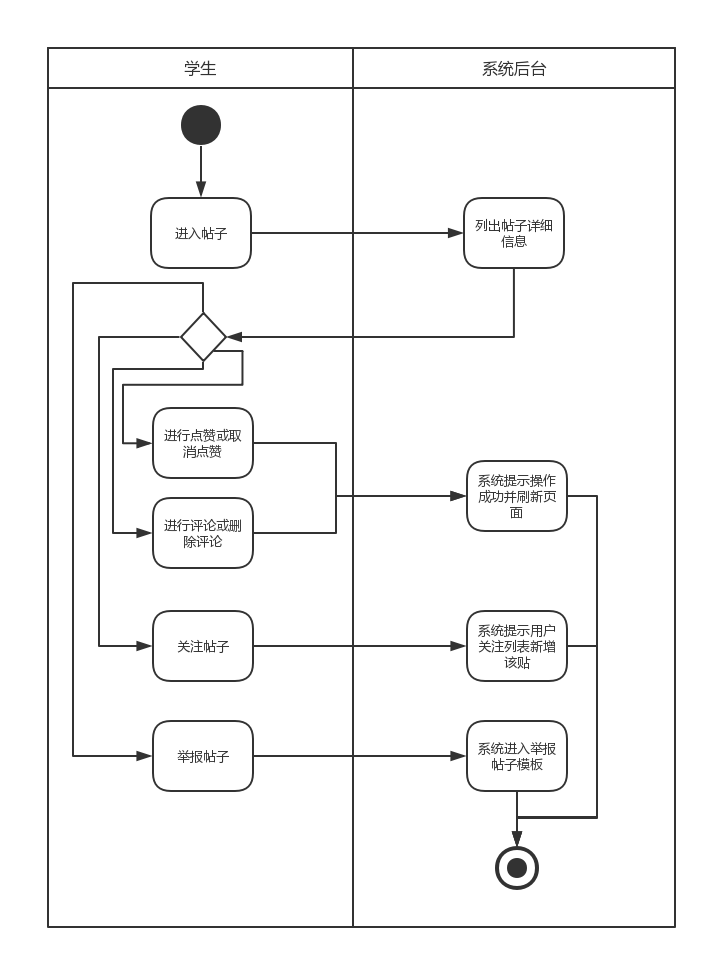 学生
系统后台
进入帖子
列出帖子详细
信息
进行点赞或取
消点赞
进行评论或删
除评论
系统提示操作
成功并刷新页
面
关注帖子
系统提示用户
关注列表新增
该贴
举报帖子
系统进入举报
帖子模板